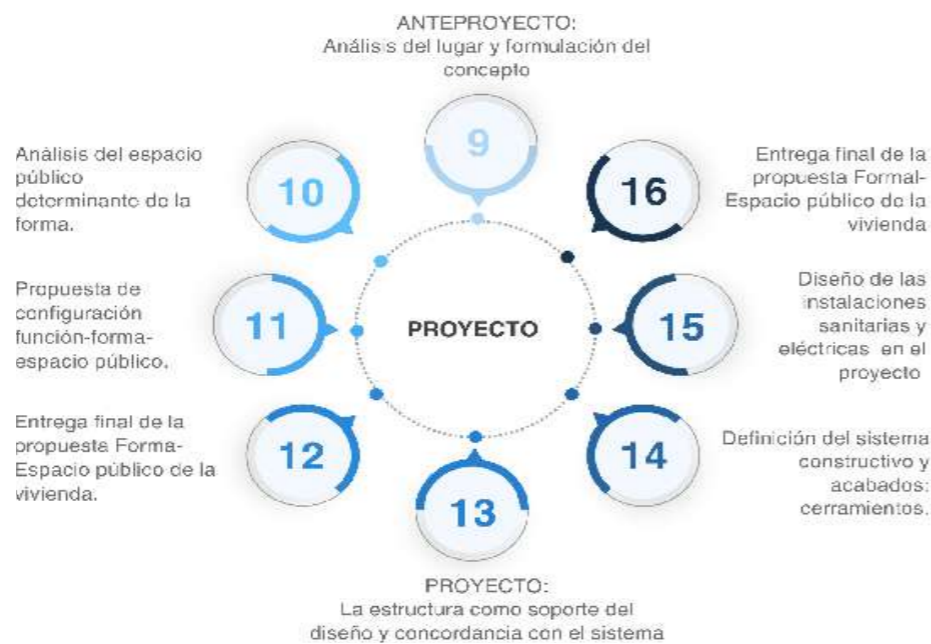 ANTEPROYECTO:
Análisis del lugar y formulación del
concepto
9
10
Análisis del espacio
público
determinante de la
forma.
11
Propuesta de
configuración
función-forma-
espacio público.
12
Entrega final de la
propuesta Forma-
Espacio público de la
vivienda.
13
PROYECTO:
La estructura como soporte del
diseño y concordancia con el sistema
14
Definición del sistema
constructivo y
acabados:
cerramientos.
15
Diseño de las
instalaciones
sanitarias y
eléctricas en el
proyecto
16
Entrega final de la
propuesta Formal-
Espacio público de la
vivienda
PROYECTO